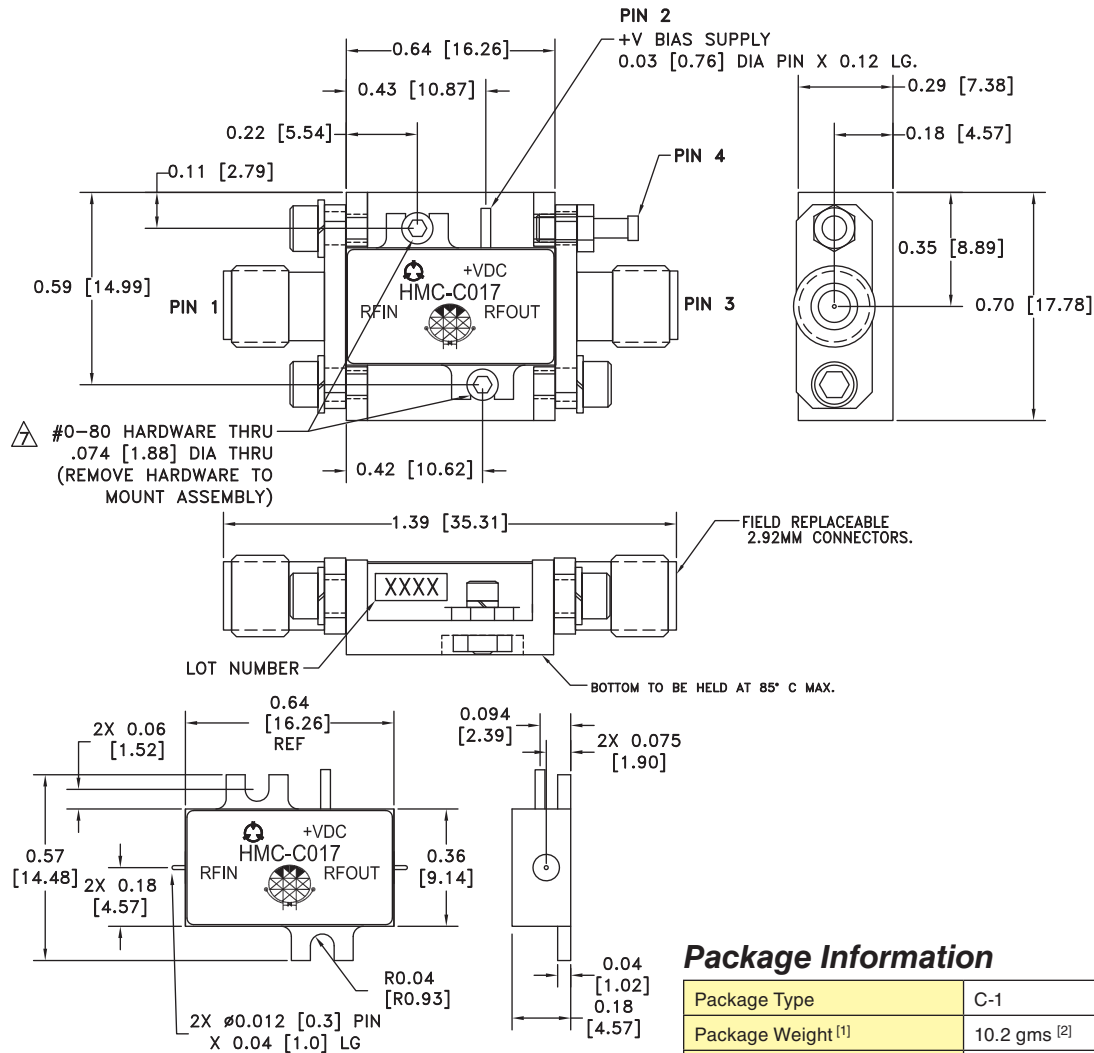 PIN 2
+V BIAS SUPPLY
0.03 [0.76] DIA PIN X 0.12 LG.
0.64 [16.26]
0.43 [10.87]
0.22 [5.54]
0.11 [2.79]
0.29 [7.38]
0.18 [4.57]
PIN 4
0.59 [14.99]
0.35 [8.89]
0.70 [17.78]
PIN 1
+VDC
HMC-C017
RFIN
RFOUT
PIN 3
7
#0-80 HARDWARE THRU
.074 [1.88] DIA THRU
(REMOVE HARDWARE TO
MOUNT ASSEMBLY)
0.42 [10.62]
1.39 [35.31]
FIELD REPLACEABLE
2.92MM CONNECTORS.
XXXX
LOT NUMBER
BOTTOM TO BE HELD AT 85° C MAX.
0.64
[16.26]
REF
2X 0.06
[1.52]
0.094
[2.39]
2X 0.075
[1.90]
+VDC
HMC-C017
RFIN
RFOUT
0.57
[14.48]
2X 0.18
[4.57]
0.36
[9.14]
R0.04
[R0.93]
2X ø0.012 [0.3] PIN
X 0.04 [1.0] LG
0.04
[1.02]
0.18
[4.57]
Package Information
Package Type C-1
Package Weight [1] 10.2 gms [2]